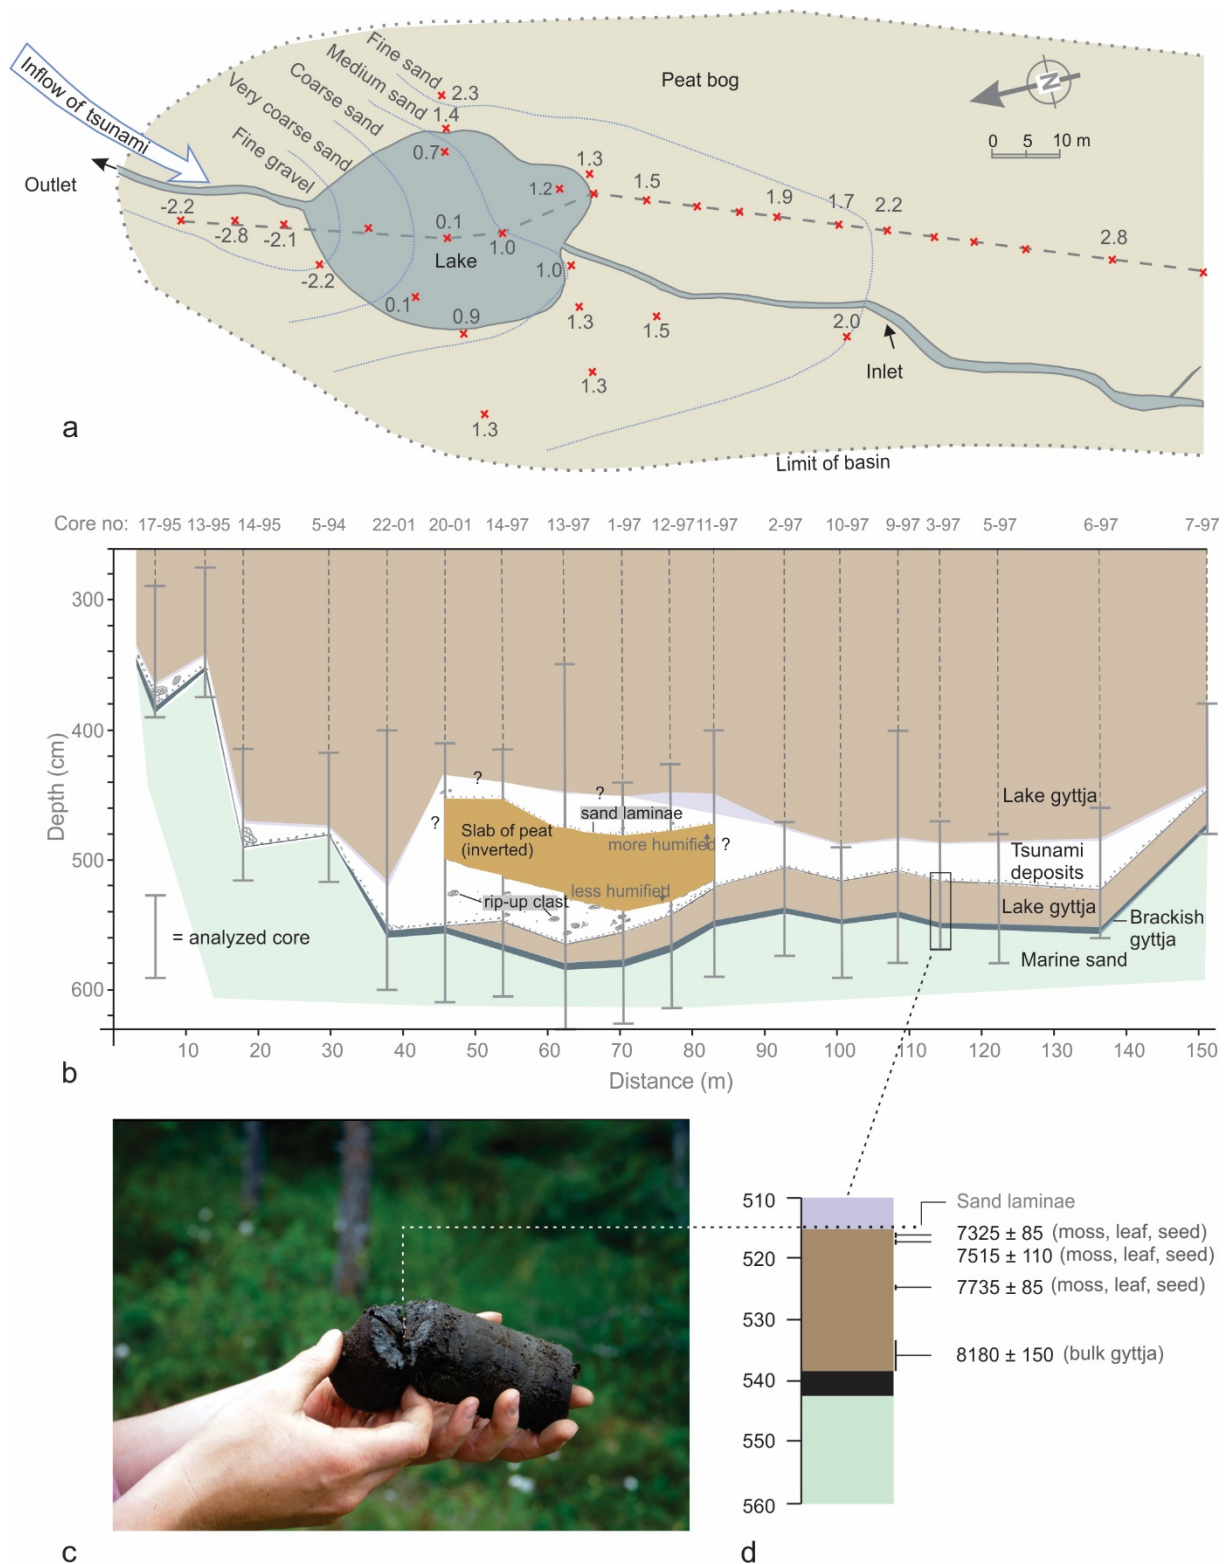 Inflow of tsunami
Outlet
Fine sand
Medium sand
Coarse sand
Very coarse sand
Fine gravel
Peat bog
N
0 5 10 m
2.3
1.4
0.7
1.3
1.2
1.5
1.9
1.7
2.2
2.8
-2.2
-2.8
-2.1
0.1
1.0
Lake
-2.2
1.0
0.1
0.9
1.3
1.5
2.0
Inlet
1.3
1.3
Limit of basin
a
Core no: 17-95 13-95 14-95 5-94 22-01 20-01 14-97 13-97 1-97 12-97 11-97 2-97 10-97 9-97 3-97 5-97 6-97 7-97
Depth (cm)
300
400
500
600
?
?
sand laminae
Lake gyttja
?
Slab of peat
(inverted)
more humified
?
Tsunami
deposits
less humified
rip-up clast
Lake gyttja
Brackish
gyttja
= analyzed core
Marine sand
10 20 30 40 50 60 70 80 90 100 110 120 130 140 150
Distance (m)
b
510
520
530
540
550
560
Sand laminae
7325 ± 85 (moss, leaf, seed)
7515 ± 110 (moss, leaf, seed)
7735 ± 85 (moss, leaf, seed)
8180 ± 150 (bulk gyttja)
c
d